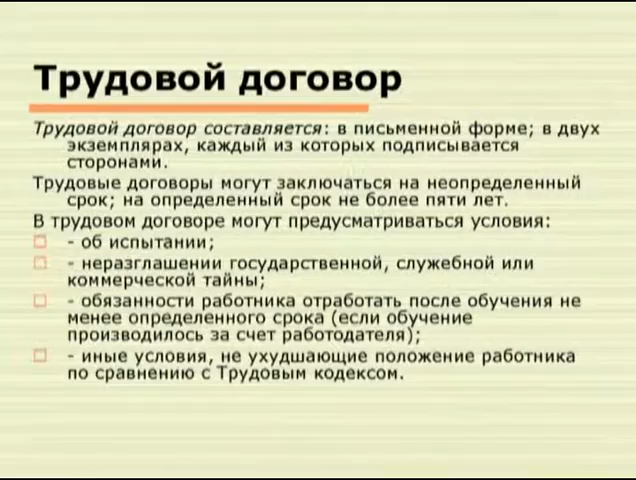 Трудовой договор
Трудовой договор составляется: в письменной форме; в двух
экземплярах, каждый из которых подписывается
сторонами.
Трудовые договоры могут заключаться на неопределенный
срок; на определенный срок не более пяти лет.
В трудовом договоре могут предусматриваться условия:
- об испытании;
- неразглашении государственной, служебной или
коммерческой тайны;
- обязанности работника отработать после обучения не
менее определенного срока (если обучение
производилось за счет работодателя);
- иные условия, не ухудшающие положение работника
по сравнению с Трудовым кодексом.